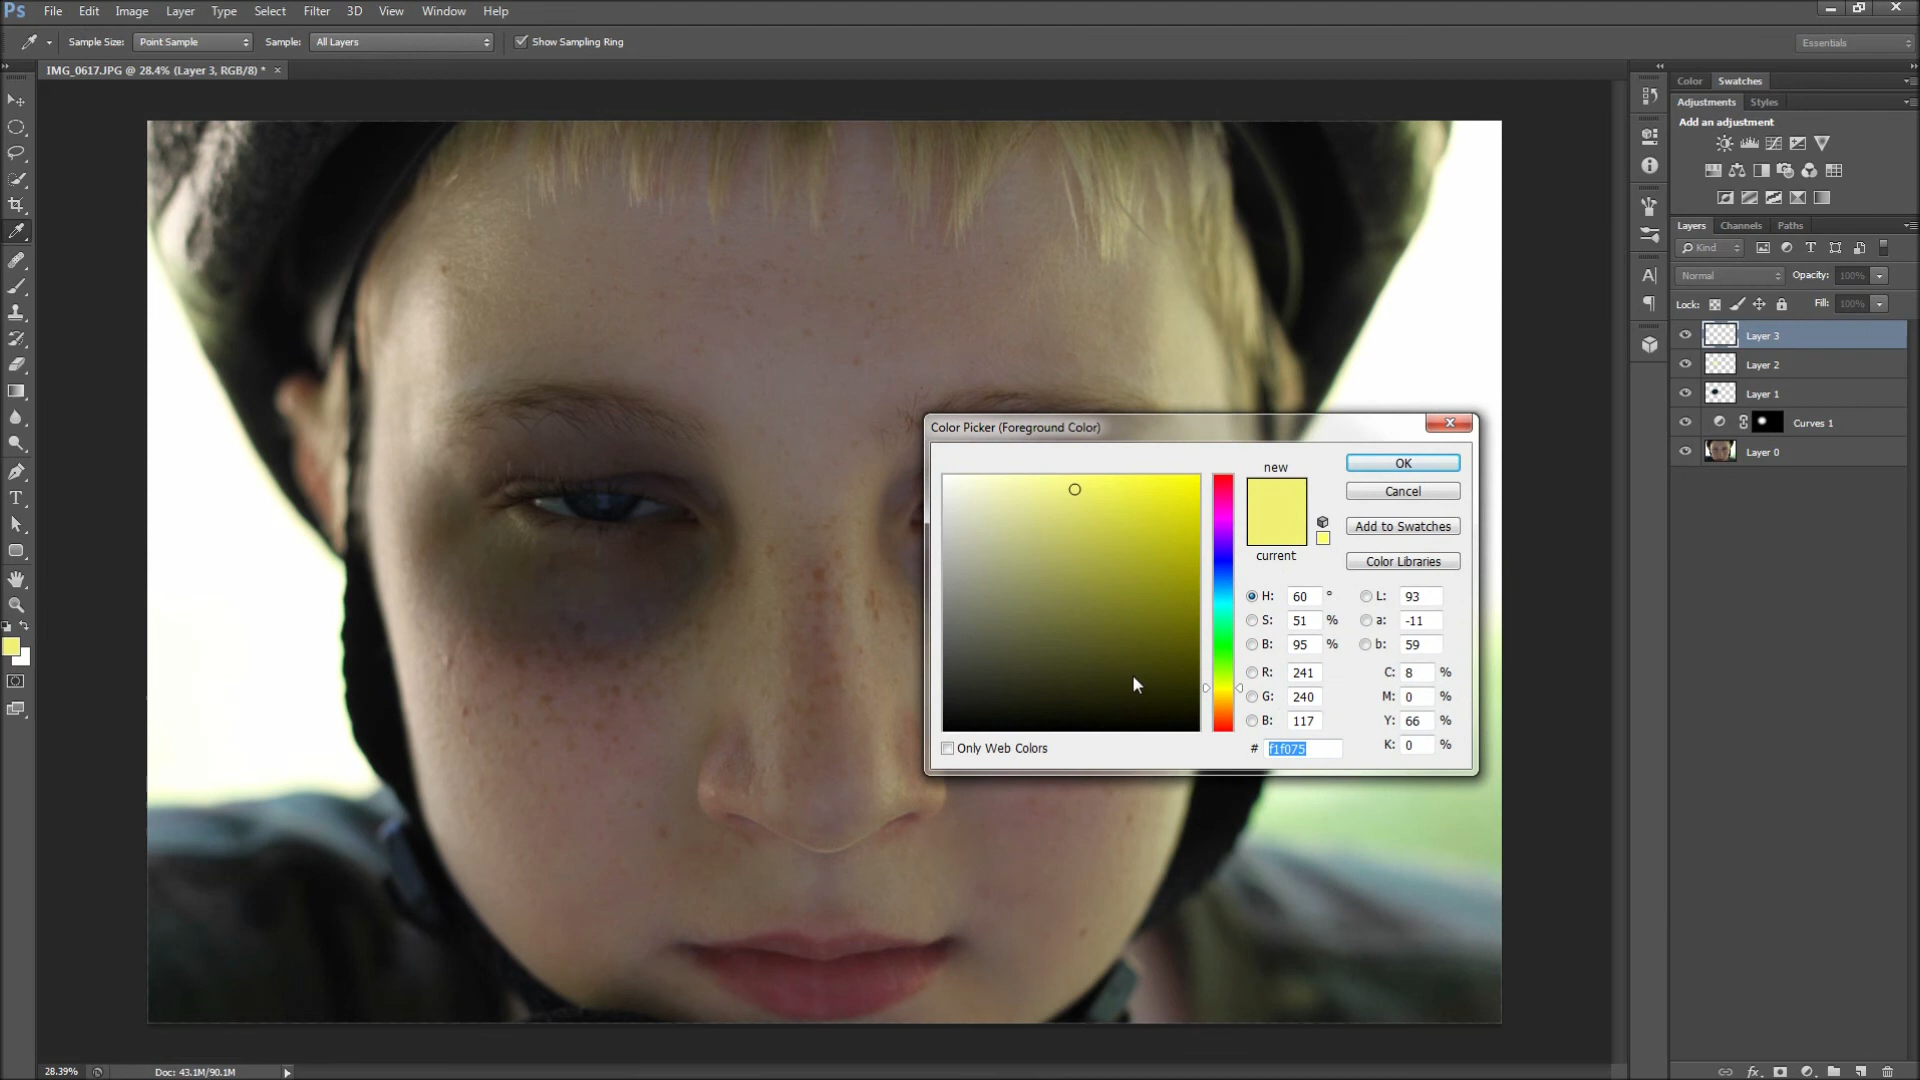 Ps File Edit Image Layer Type Select Filter 3D View Window Help
Sample Size: Point Sample Sample: All Layers Show Sampling Ring Essentials
IMG_0617.JPG @ 28.4% (Layer 3, RGB/8) * ×
Color Swatches
Adjustments Styles
Add an adjustment
Layers Channels Paths
Kind
Normal Opacity: 100%
Lock: Fill: 100%
Layer 3
Layer 2
Layer 1
Curves 1
Layer 0
Color Picker (Foreground Color)
new
current
OK
Cancel
Add to Swatches
Color Libraries
H: 60 ° L: 93
S: 51 % a: -11
B: 95 % b: 59
R: 241 C: 8 %
G: 240 M: 0 %
B: 117 Y: 66 %
Only Web Colors # f1f075 K: 0 %
28.39% Doc: 43.1M/90.1M